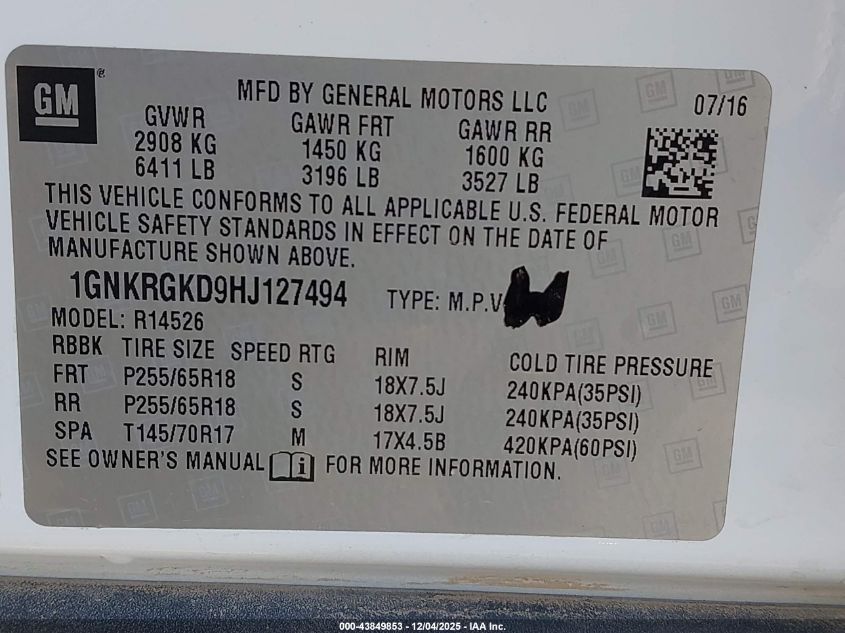 GM
MFD BY GENERAL MOTORS LLC
07/16
GVWR GAWR FRT GAWR RR
2908 KG 1450 KG 1600 KG
6411 LB 3196 LB 3527 LB
THIS VEHICLE CONFORMS TO ALL APPLICABLE U.S. FEDERAL MOTOR
VEHICLE SAFETY STANDARDS IN EFFECT ON THE DATE OF
MANUFACTURE SHOWN ABOVE.
1GNKRGKD9HJ127494 TYPE: M.P.V
MODEL: R14526
RBBK TIRE SIZE SPEED RTG RIM COLD TIRE PRESSURE
FRT P255/65R18 S 18X7.5J 240KPA(35PSI)
RR P255/65R18 S 18X7.5J 240KPA(35PSI)
SPA T145/70R17 M 17X4.5B 420KPA(60PSI)
SEE OWNER'S MANUAL i FOR MORE INFORMATION.
000-43849853 - 12/04/2025 - IAA Inc.